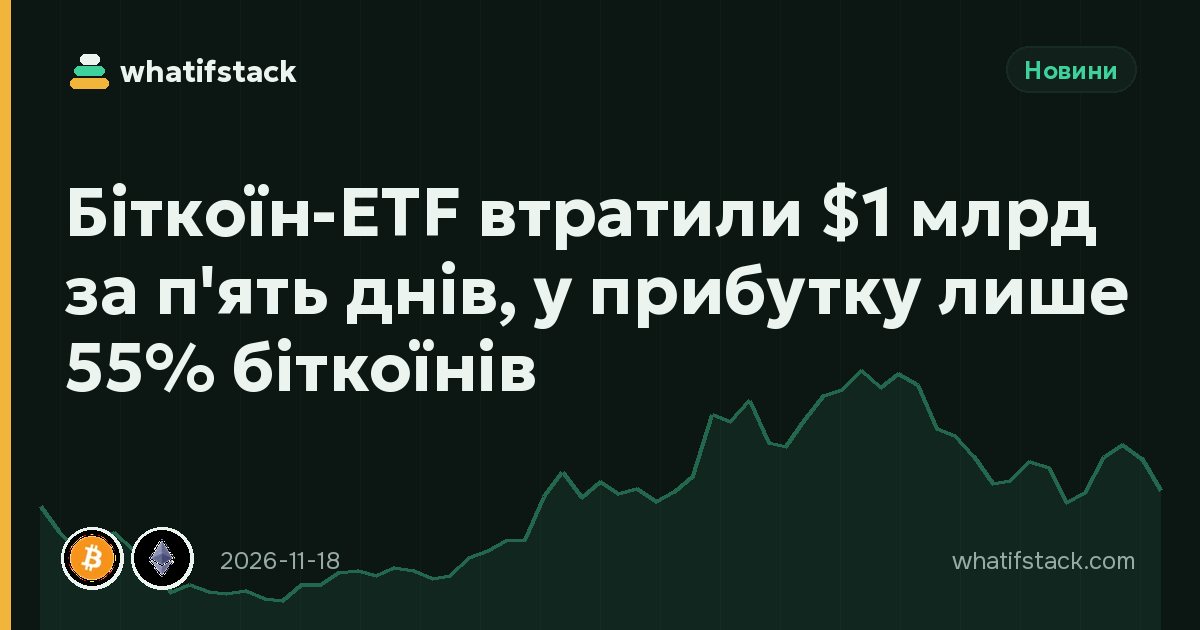 whatifstack
Новини
Біткоїн-ETF втратили $1 млрд
за п'ять днів, у прибутку лише
55% біткоїнів
2026-11-18
whatifstack.com